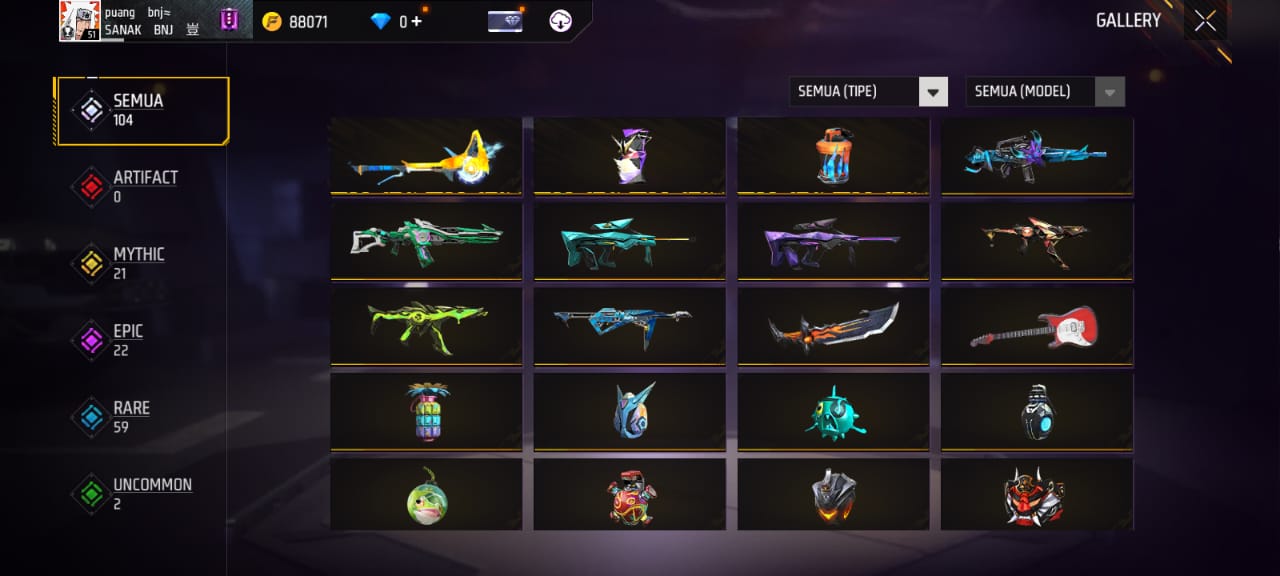 puang bnj≈
SANAK BNJ 豈
51
88071
0 +
GALLERY
SEMUA (TIPE)
SEMUA (MODEL)
SEMUA
104
ARTIFACT
0
MYTHIC
21
EPIC
22
RARE
59
UNCOMMON
2